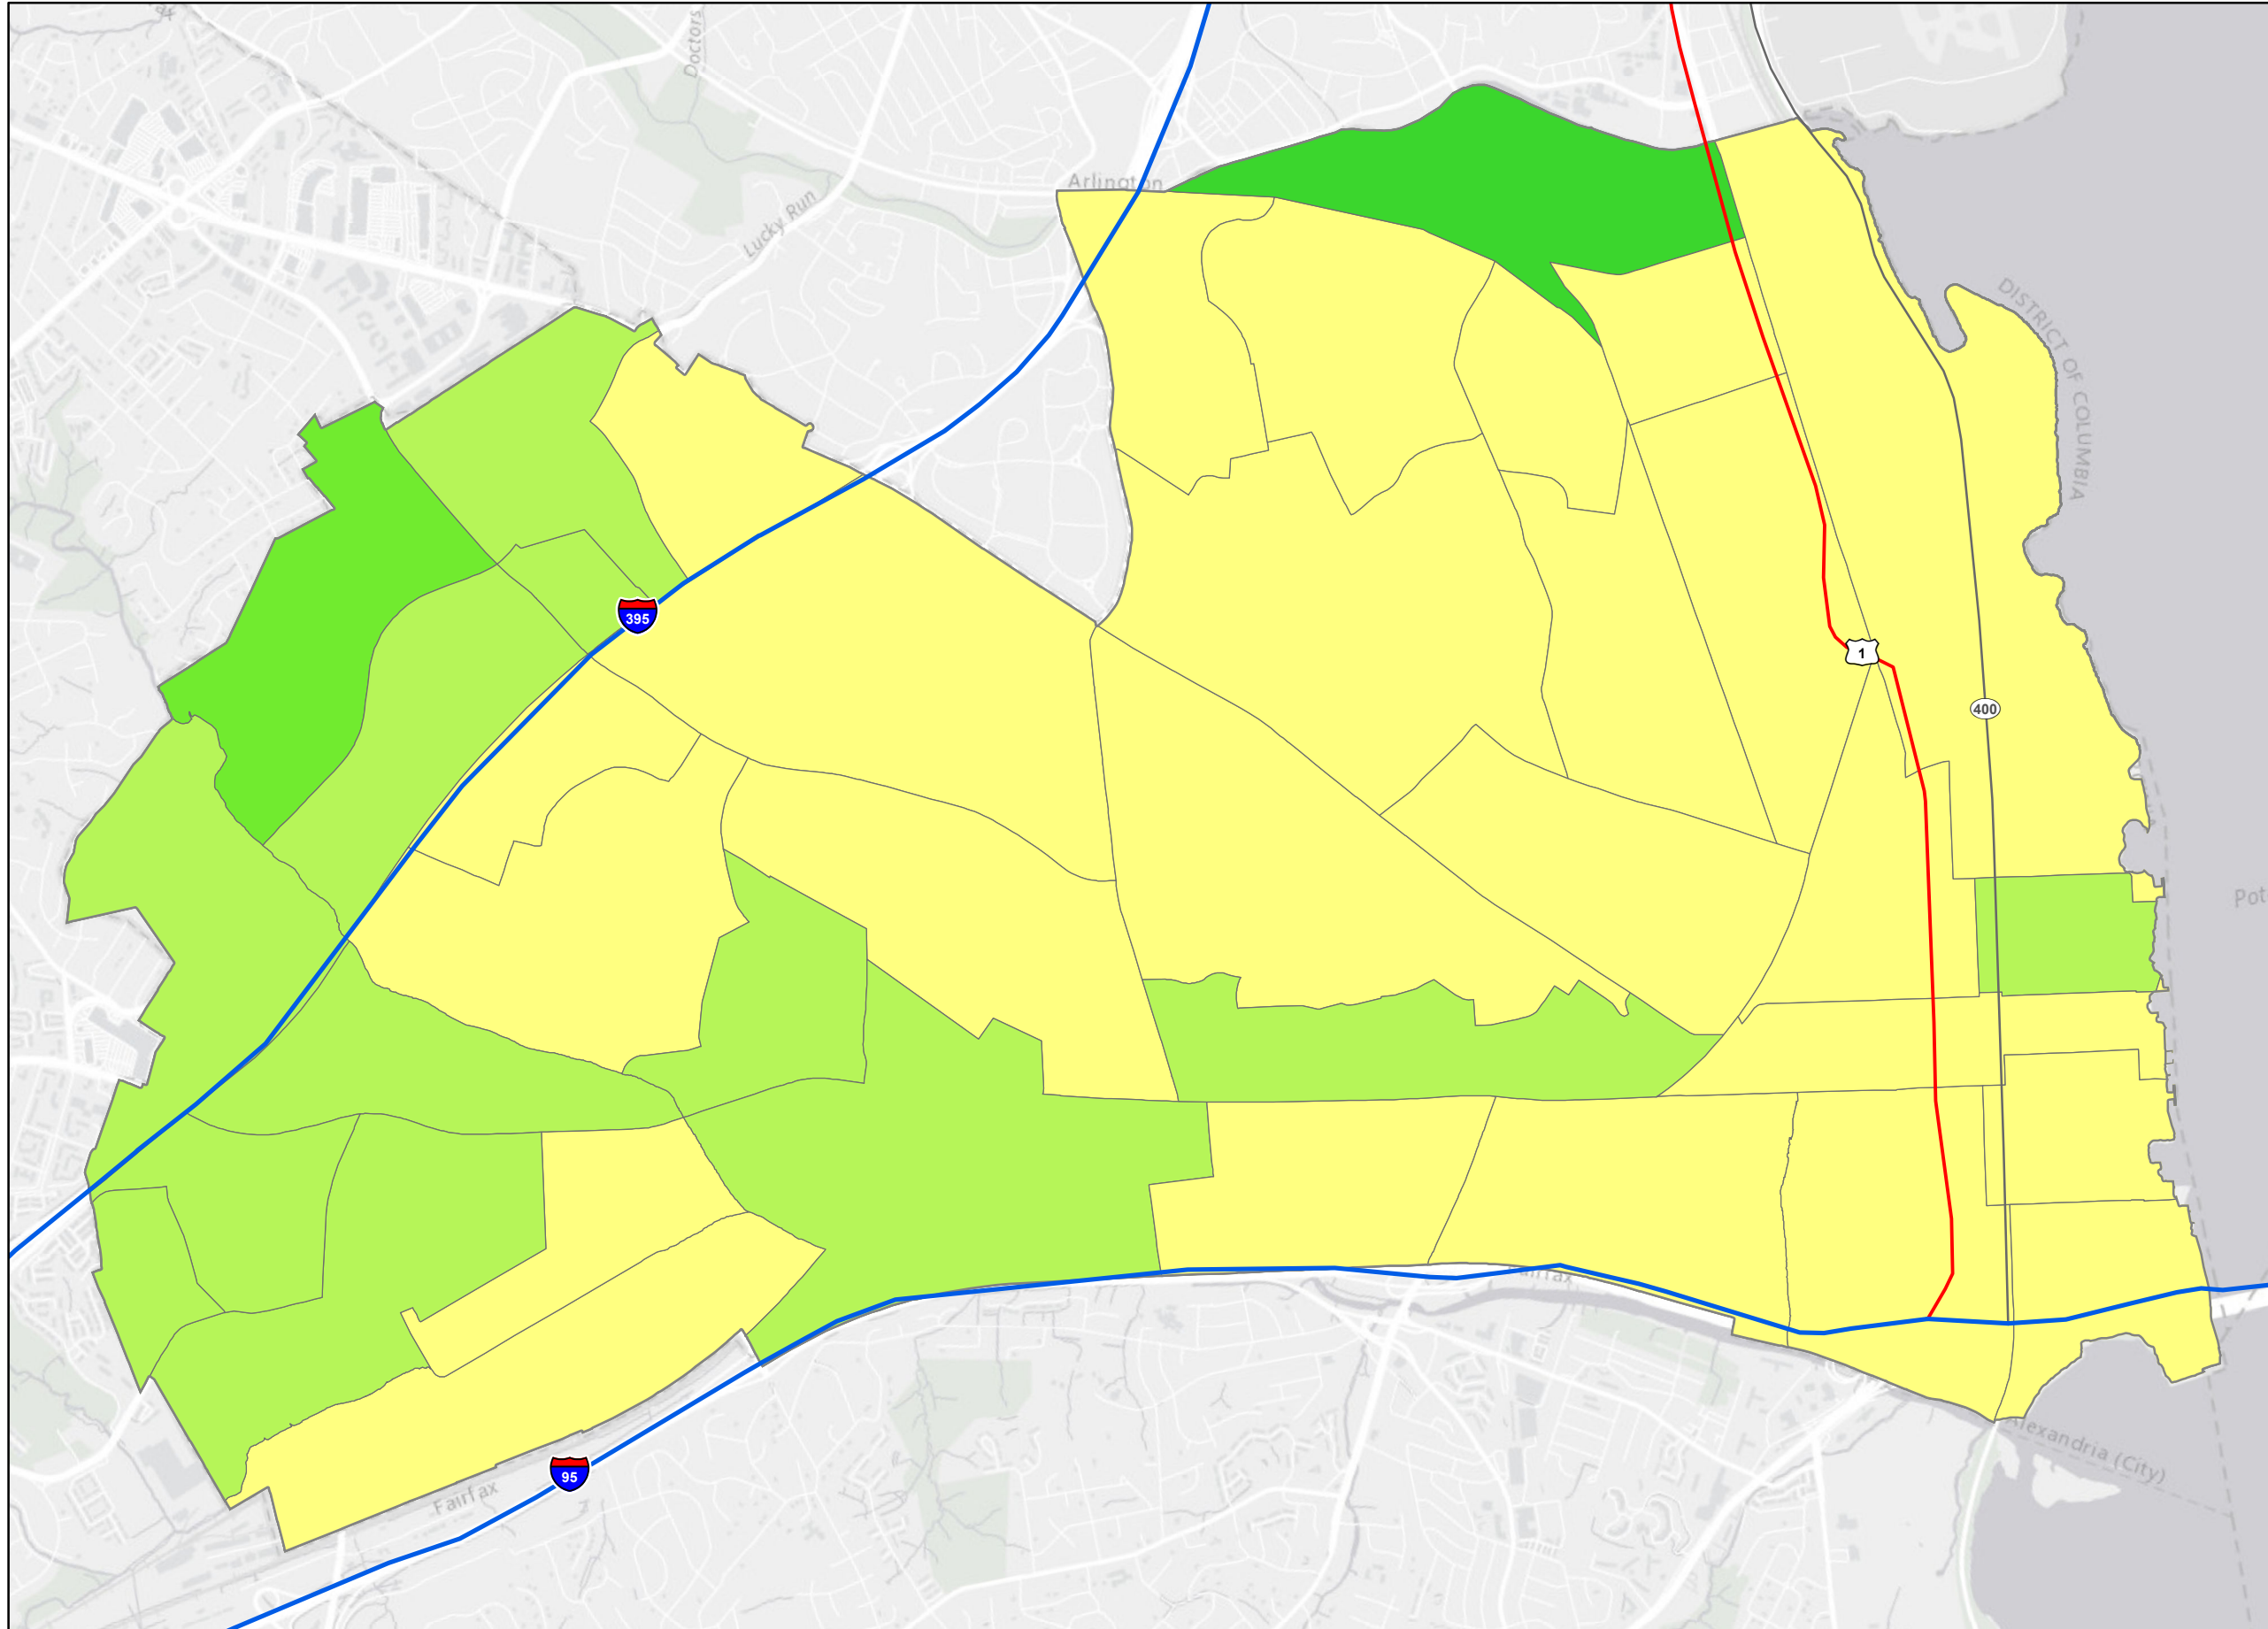 Doctors
Arlington
Lucky Run
DISTRICT OF COLUMBIA
395
1
400
Pot
Fairfax
95
Fairfax
Alexandria (City)